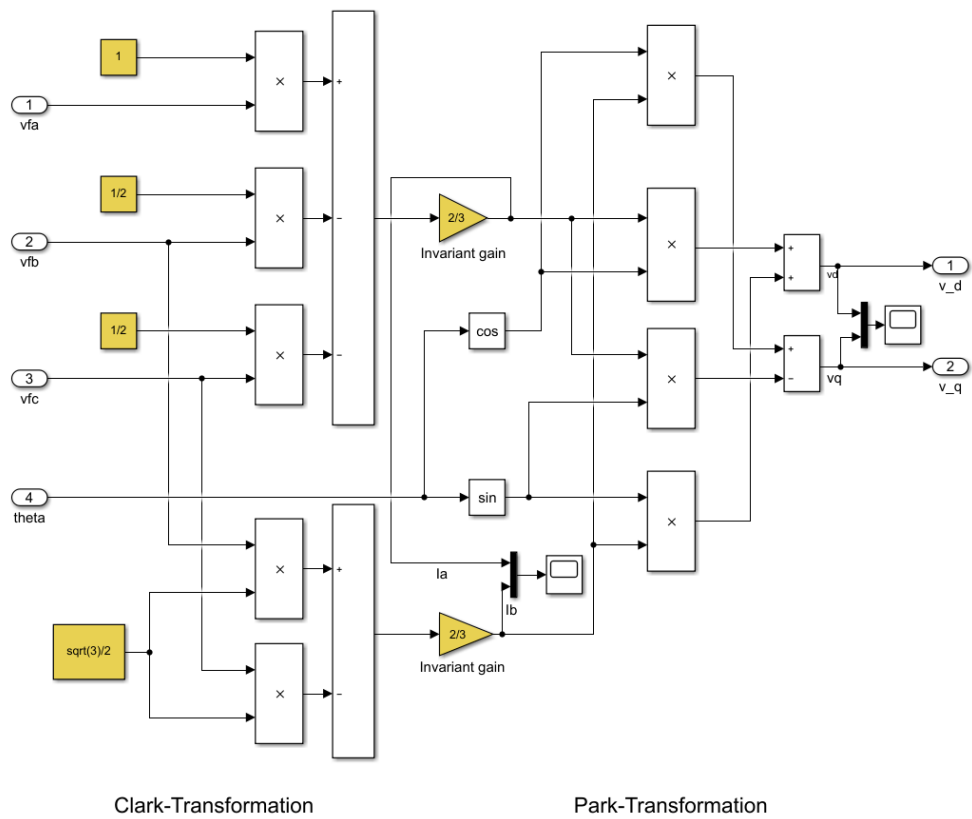 1
×
+
1
vfa
×
1/2
×
−
2/3
2
vfb
Invariant gain
×
+
+
vd
1
v_d
1/2
×
−
cos
3
vfc
×
+
−
vq
2
v_q
4
theta
sin
×
×
+
Ia
Ib
sqrt(3)/2
2/3
Invariant gain
×
−
Clark-Transformation
Park-Transformation